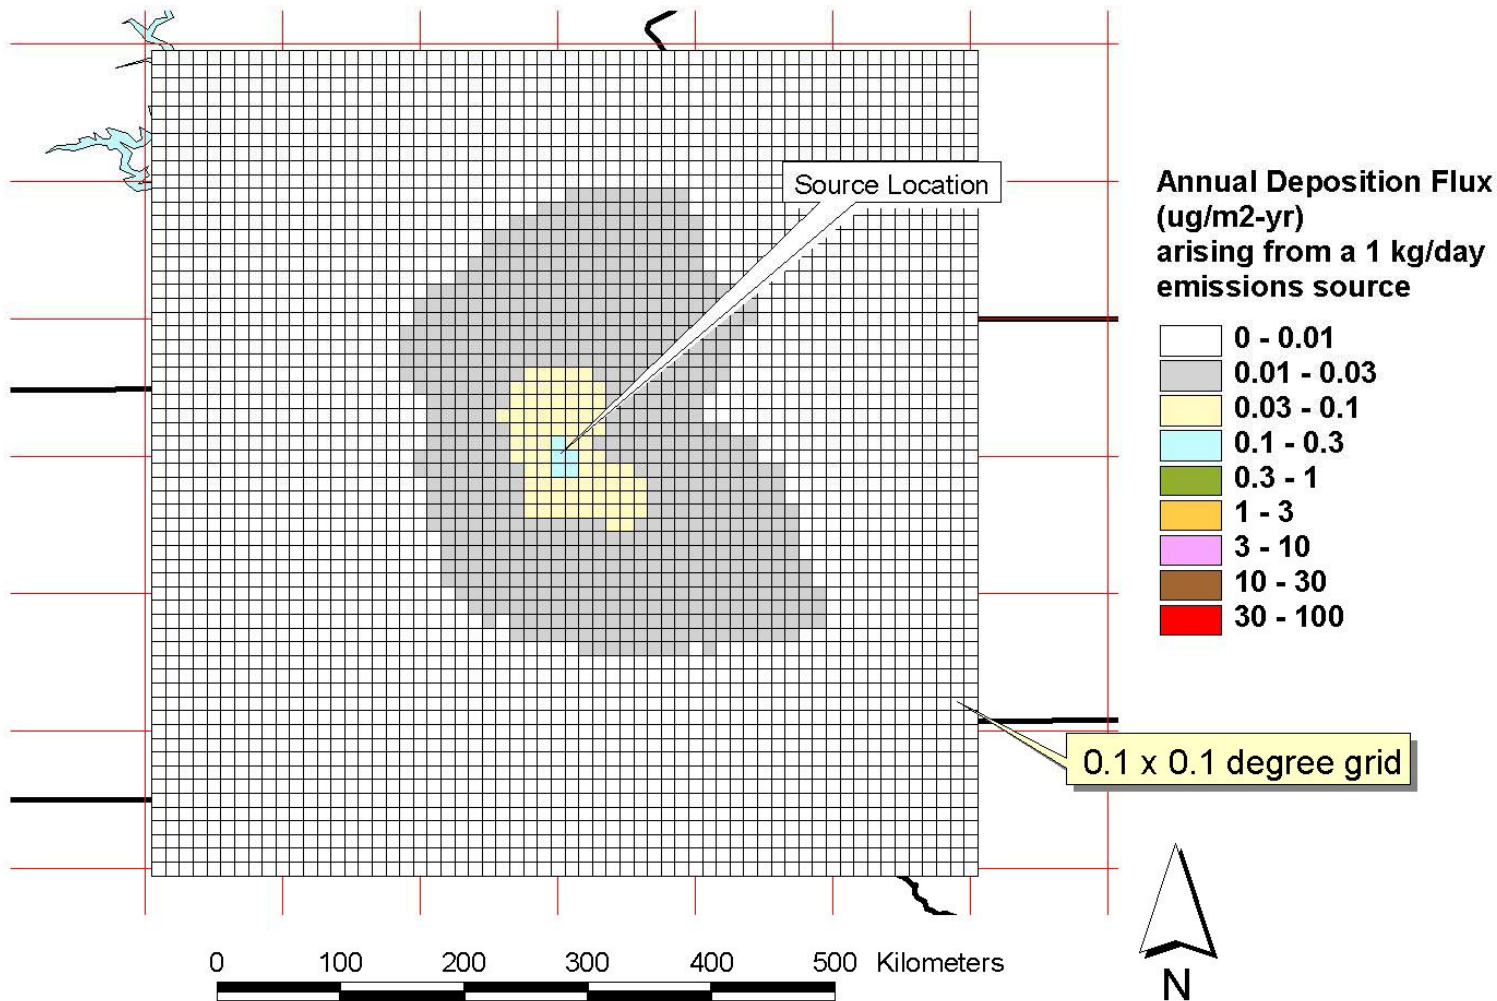 Source Location
Annual Deposition Flux
(ug/m2-yr)
arising from a 1 kg/day
emissions source
0 - 0.01
0.01 - 0.03
0.03 - 0.1
0.1 - 0.3
0.3 - 1
1 - 3
3 - 10
10 - 30
30 - 100
0.1 x 0.1 degree grid
0 100 200 300 400 500 Kilometers
N